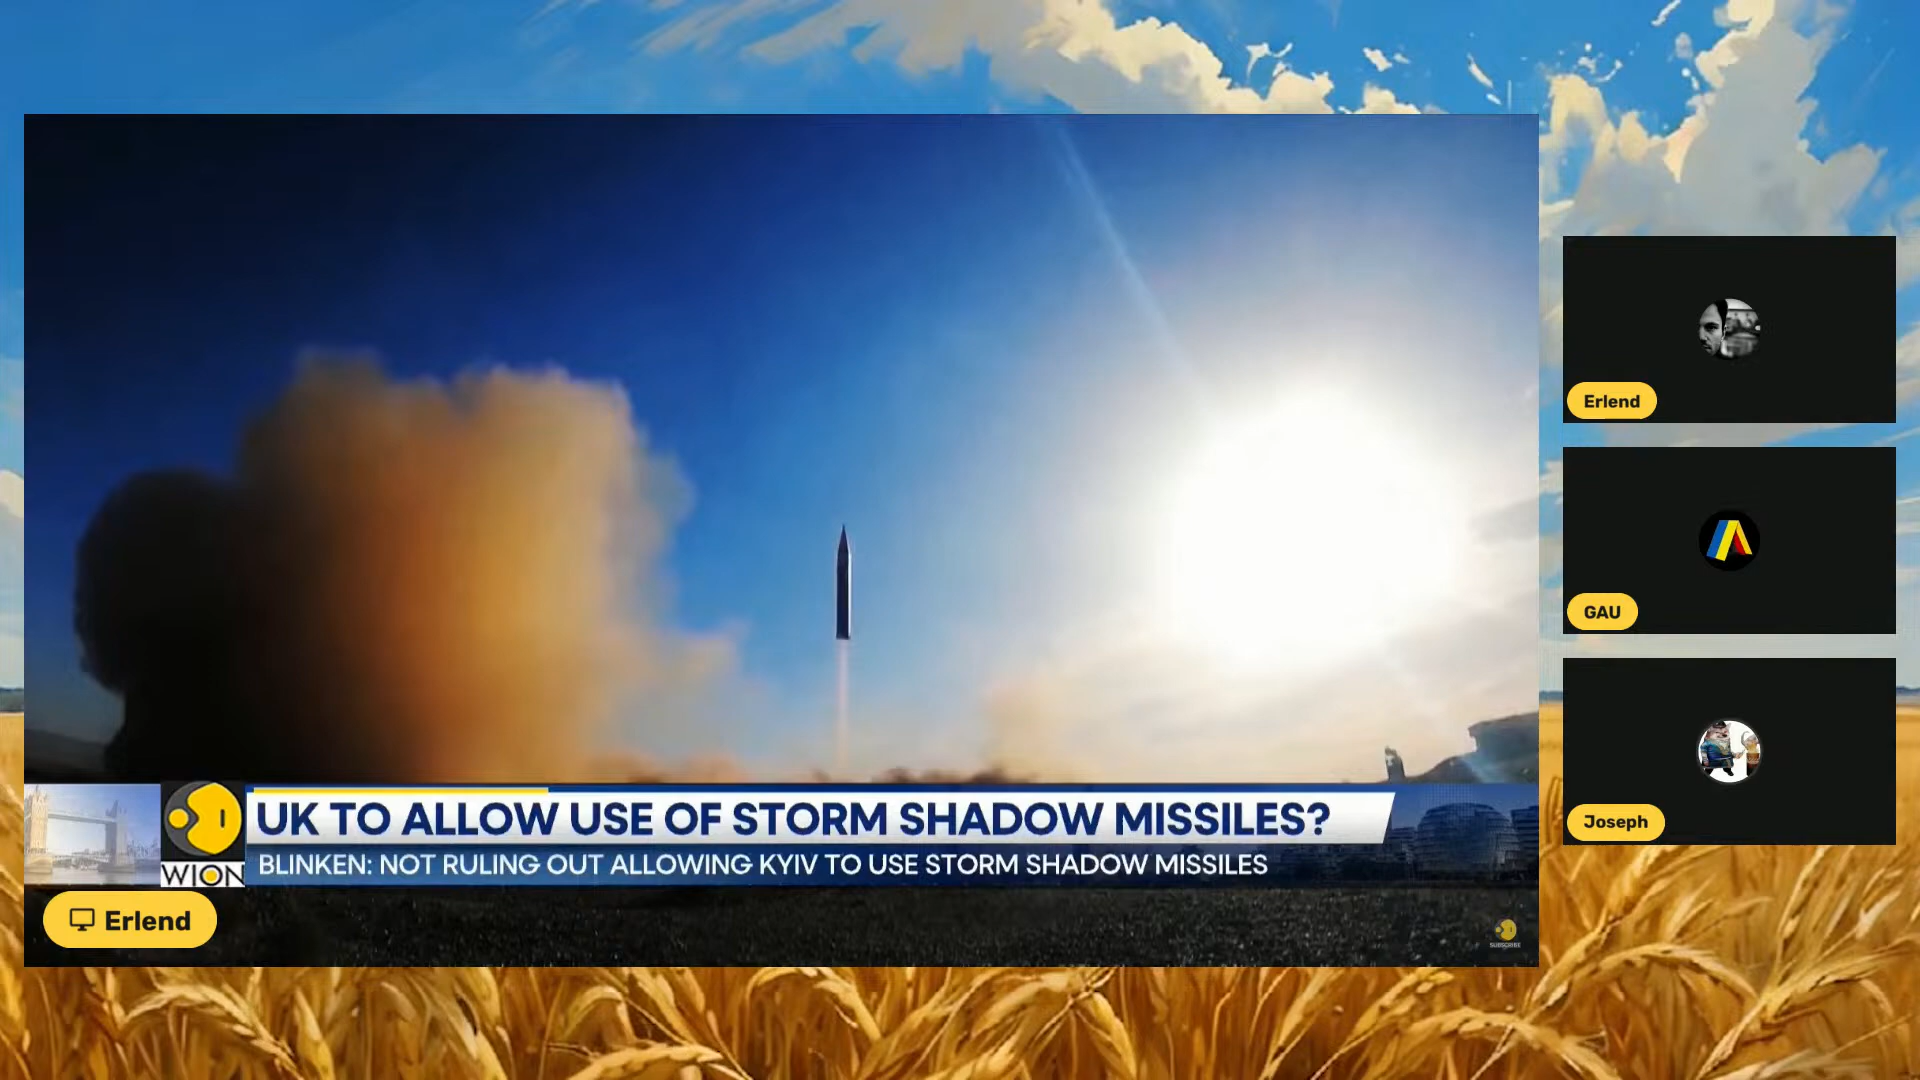 UK TO ALLOW USE OF STORM SHADOW MISSILES?
BLINKEN: NOT RULING OUT ALLOWING KYIV TO USE STORM SHADOW MISSILES
WION
Erlend
SUBSCRIBE
Erlend
GAU
Joseph